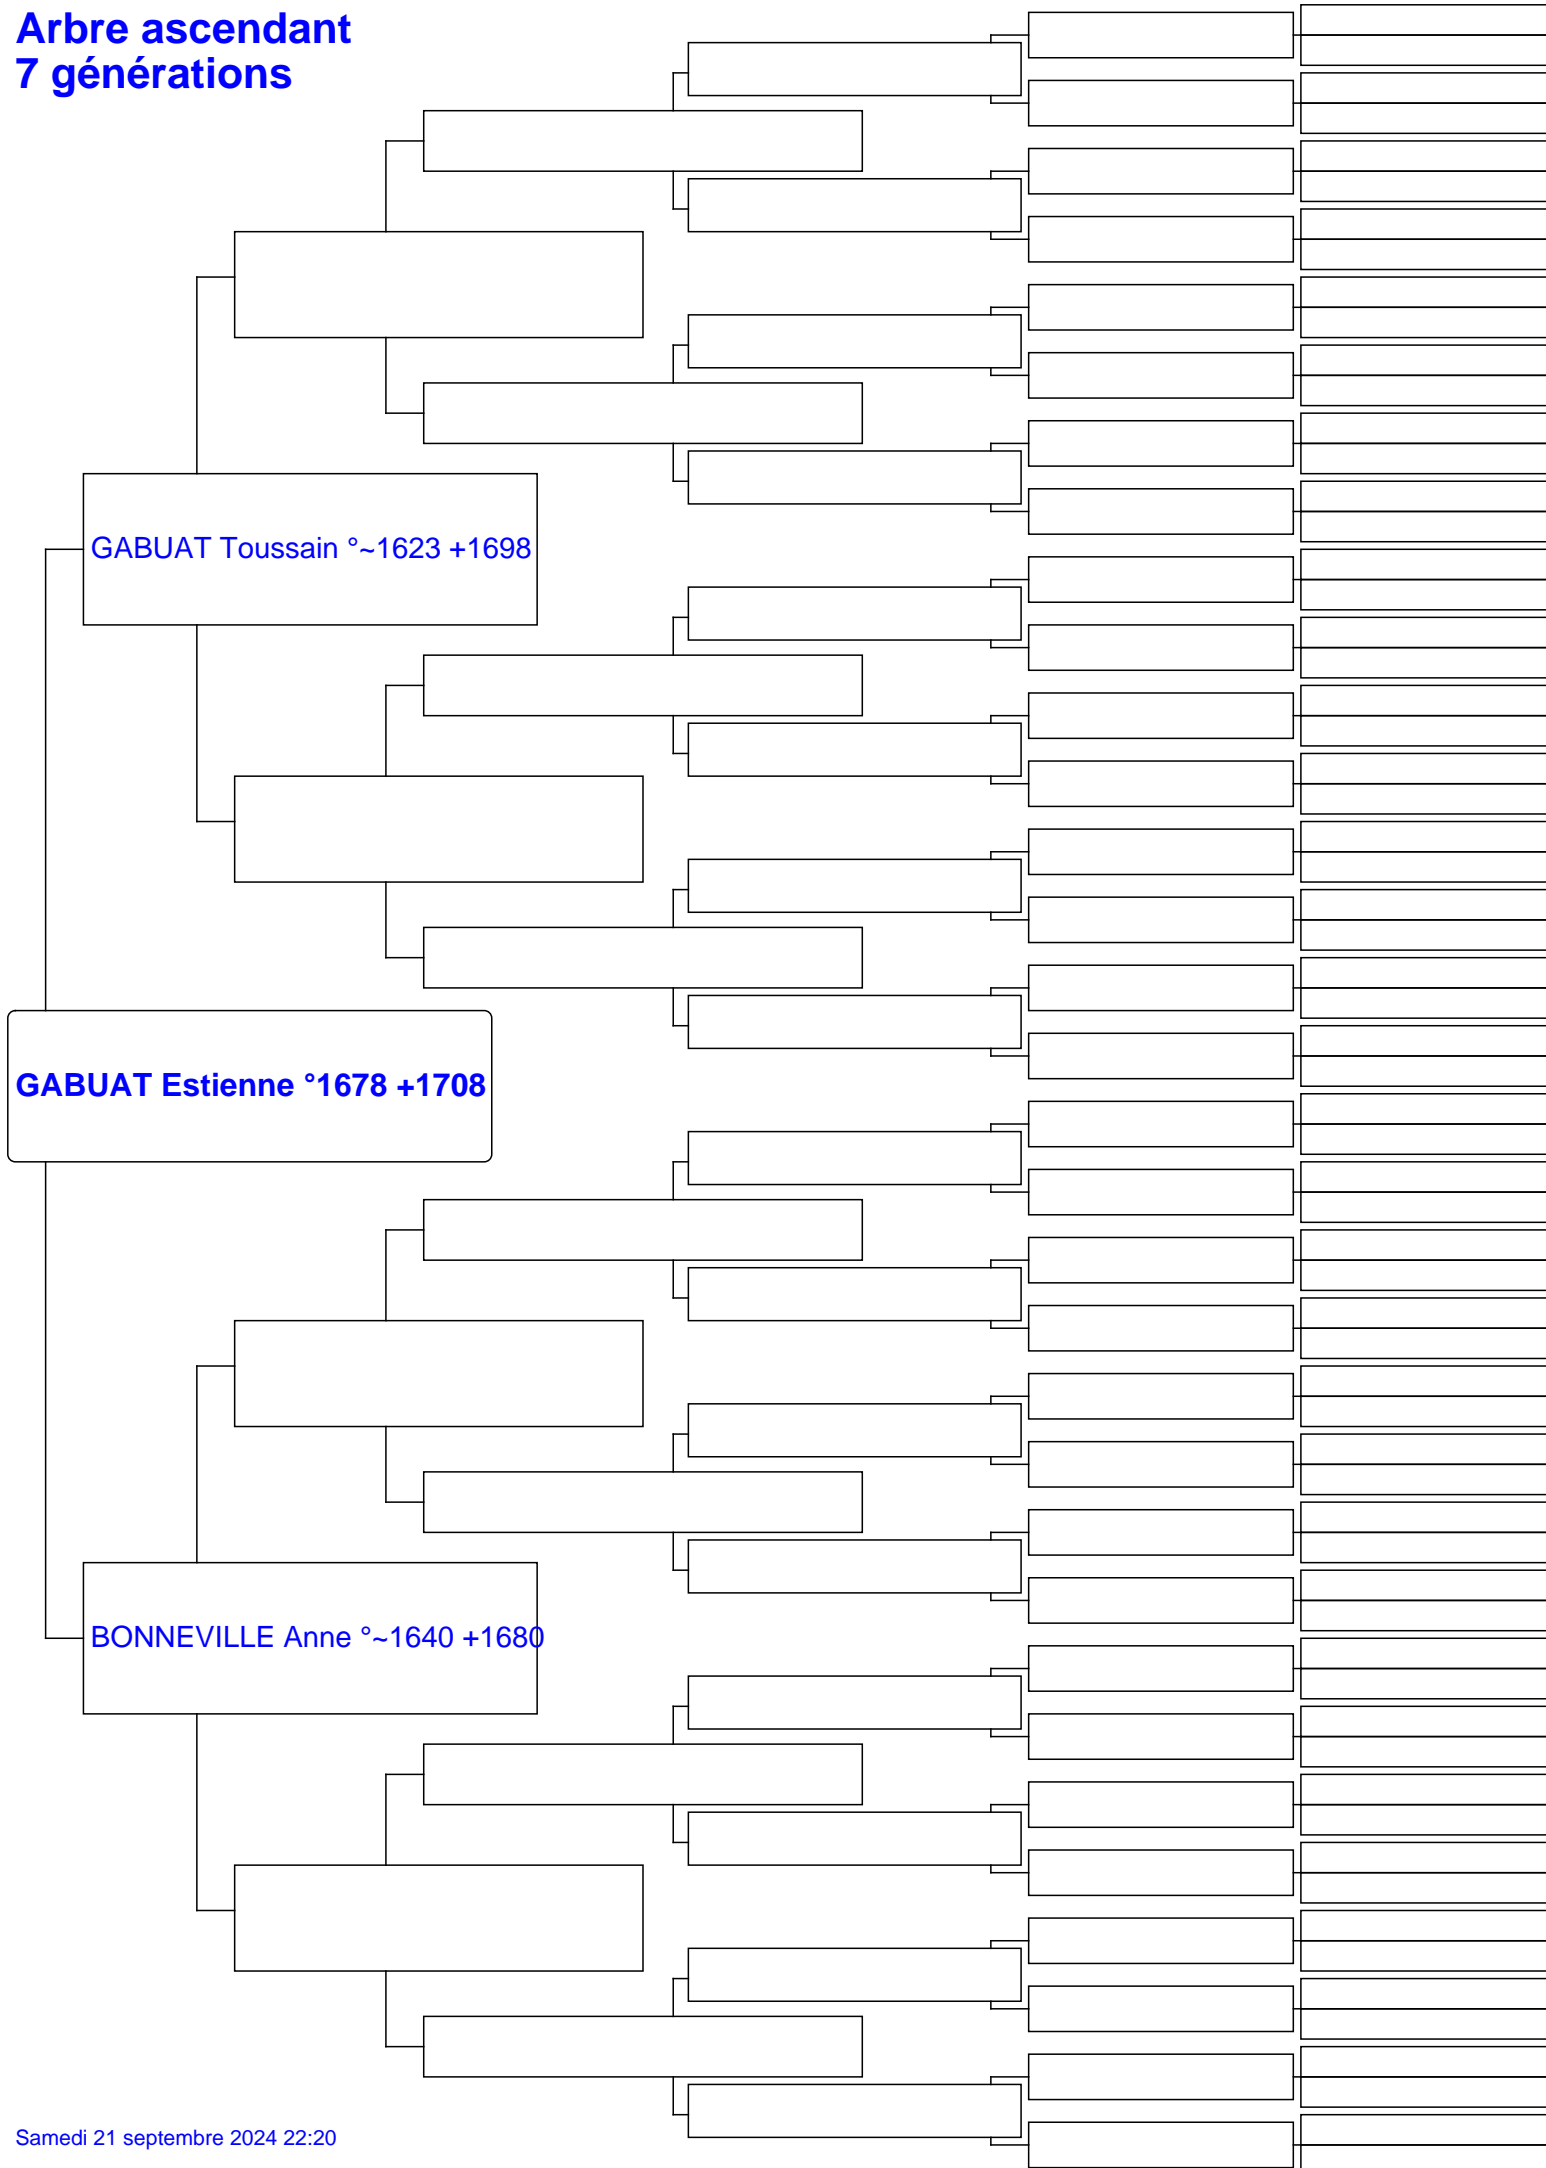 Arbre ascendant
7 générations
GABUAT Toussain °~1623 +1698
GABUAT Estienne °1678 +1708
BONNEVILLE Anne °~1640 +1680
Samedi 21 septembre 2024 22:20